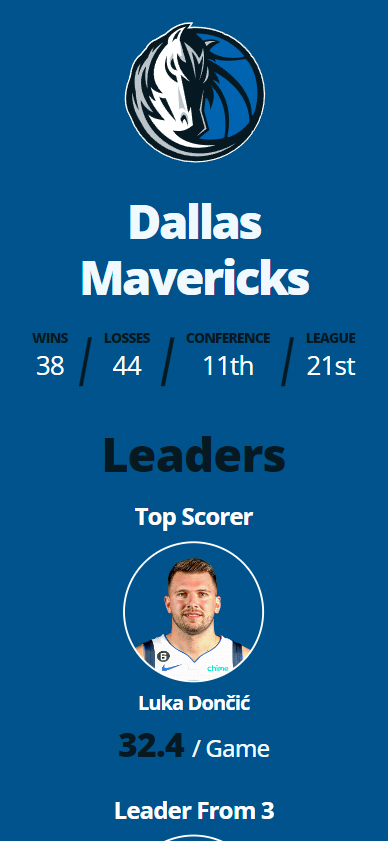 Dallas
Mavericks
WINS LOSSES CONFERENCE LEAGUE
38 / 44 / 11th / 21st
Leaders
Top Scorer
6
chime
Luka Dončić
32.4 / Game
Leader From 3